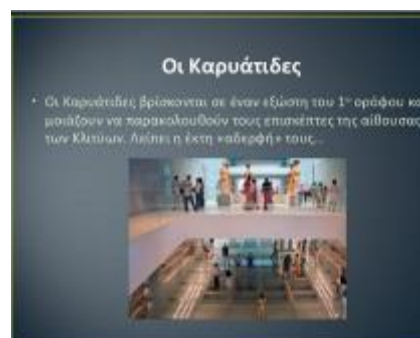 Οι Καρυάτιδες
• Οι Καρυάτιδες βρίσκονται σε έναν εξώστη του 1ου ορόφου και
μοιάζουν να παρακολουθούν τους επισκέπτες της αίθουσας
των Κλιτύων. Λείπει η έκτη «αδερφή» τους...